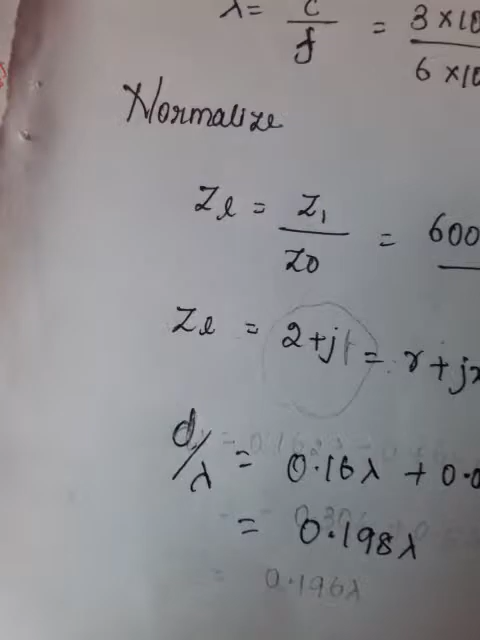 λ = c/f = 3×10/6×10
Normalize
Zl = Z1/Z0 = 600
Zl = 2+j1 = r+jx
d/λ = 0.16λ + 0.0
= 0.198λ
= 0.196λ